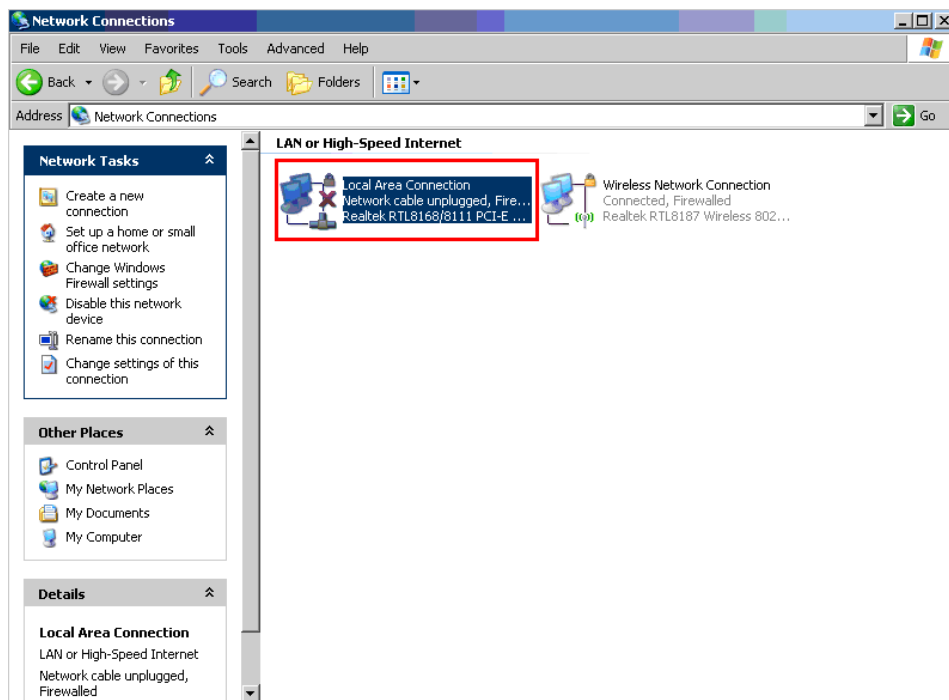 Network Connections
File Edit View Favorites Tools Advanced Help
Back Search Folders
Address Network Connections Go
Network Tasks
Create a new
connection
Set up a home or small
office network
Change Windows
Firewall settings
Disable this network
device
Rename this connection
Change settings of this
connection
Other Places
Control Panel
My Network Places
My Documents
My Computer
Details
Local Area Connection
LAN or High-Speed Internet
Network cable unplugged,
Firewalled
LAN or High-Speed Internet
Local Area Connection
Network cable unplugged, Fire...
Realtek RTL8168/8111 PCI-E ...
Wireless Network Connection
Connected, Firewalled
Realtek RTL8187 Wireless 802...